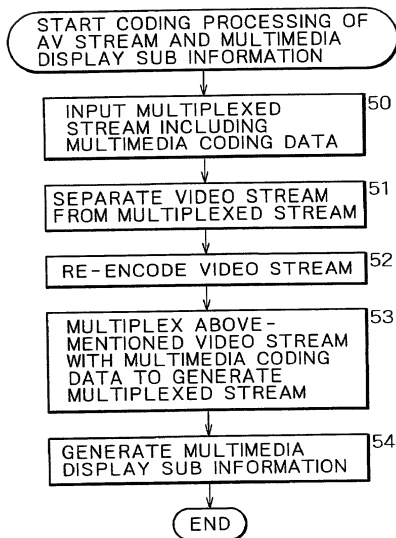 START CODING PROCESSING OF
AV STREAM AND MULTIMEDIA
DISPLAY SUB INFORMATION
50
INPUT MULTIPLEXED
STREAM INCLUDING
MULTIMEDIA CODING DATA
51
SEPARATE VIDEO STREAM
FROM MULTIPLEXED STREAM
52
RE-ENCODE VIDEO STREAM
53
MULTIPLEX ABOVE-
MENTIONED VIDEO STREAM
WITH MULTIMEDIA CODING
DATA TO GENERATE
MULTIPLEXED STREAM
54
GENERATE MULTIMEDIA
DISPLAY SUB INFORMATION
END